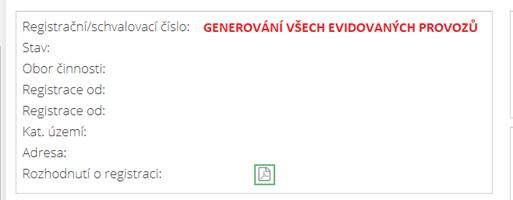 Registrační/schvalovací číslo: GENEROVÁNÍ VŠECH EVIDOVANÝCH PROVOZŮ
Stav:
Obor činnosti:
Registrace od:
Registrace od:
Kat. území:
Adresa:
Rozhodnutí o registraci: